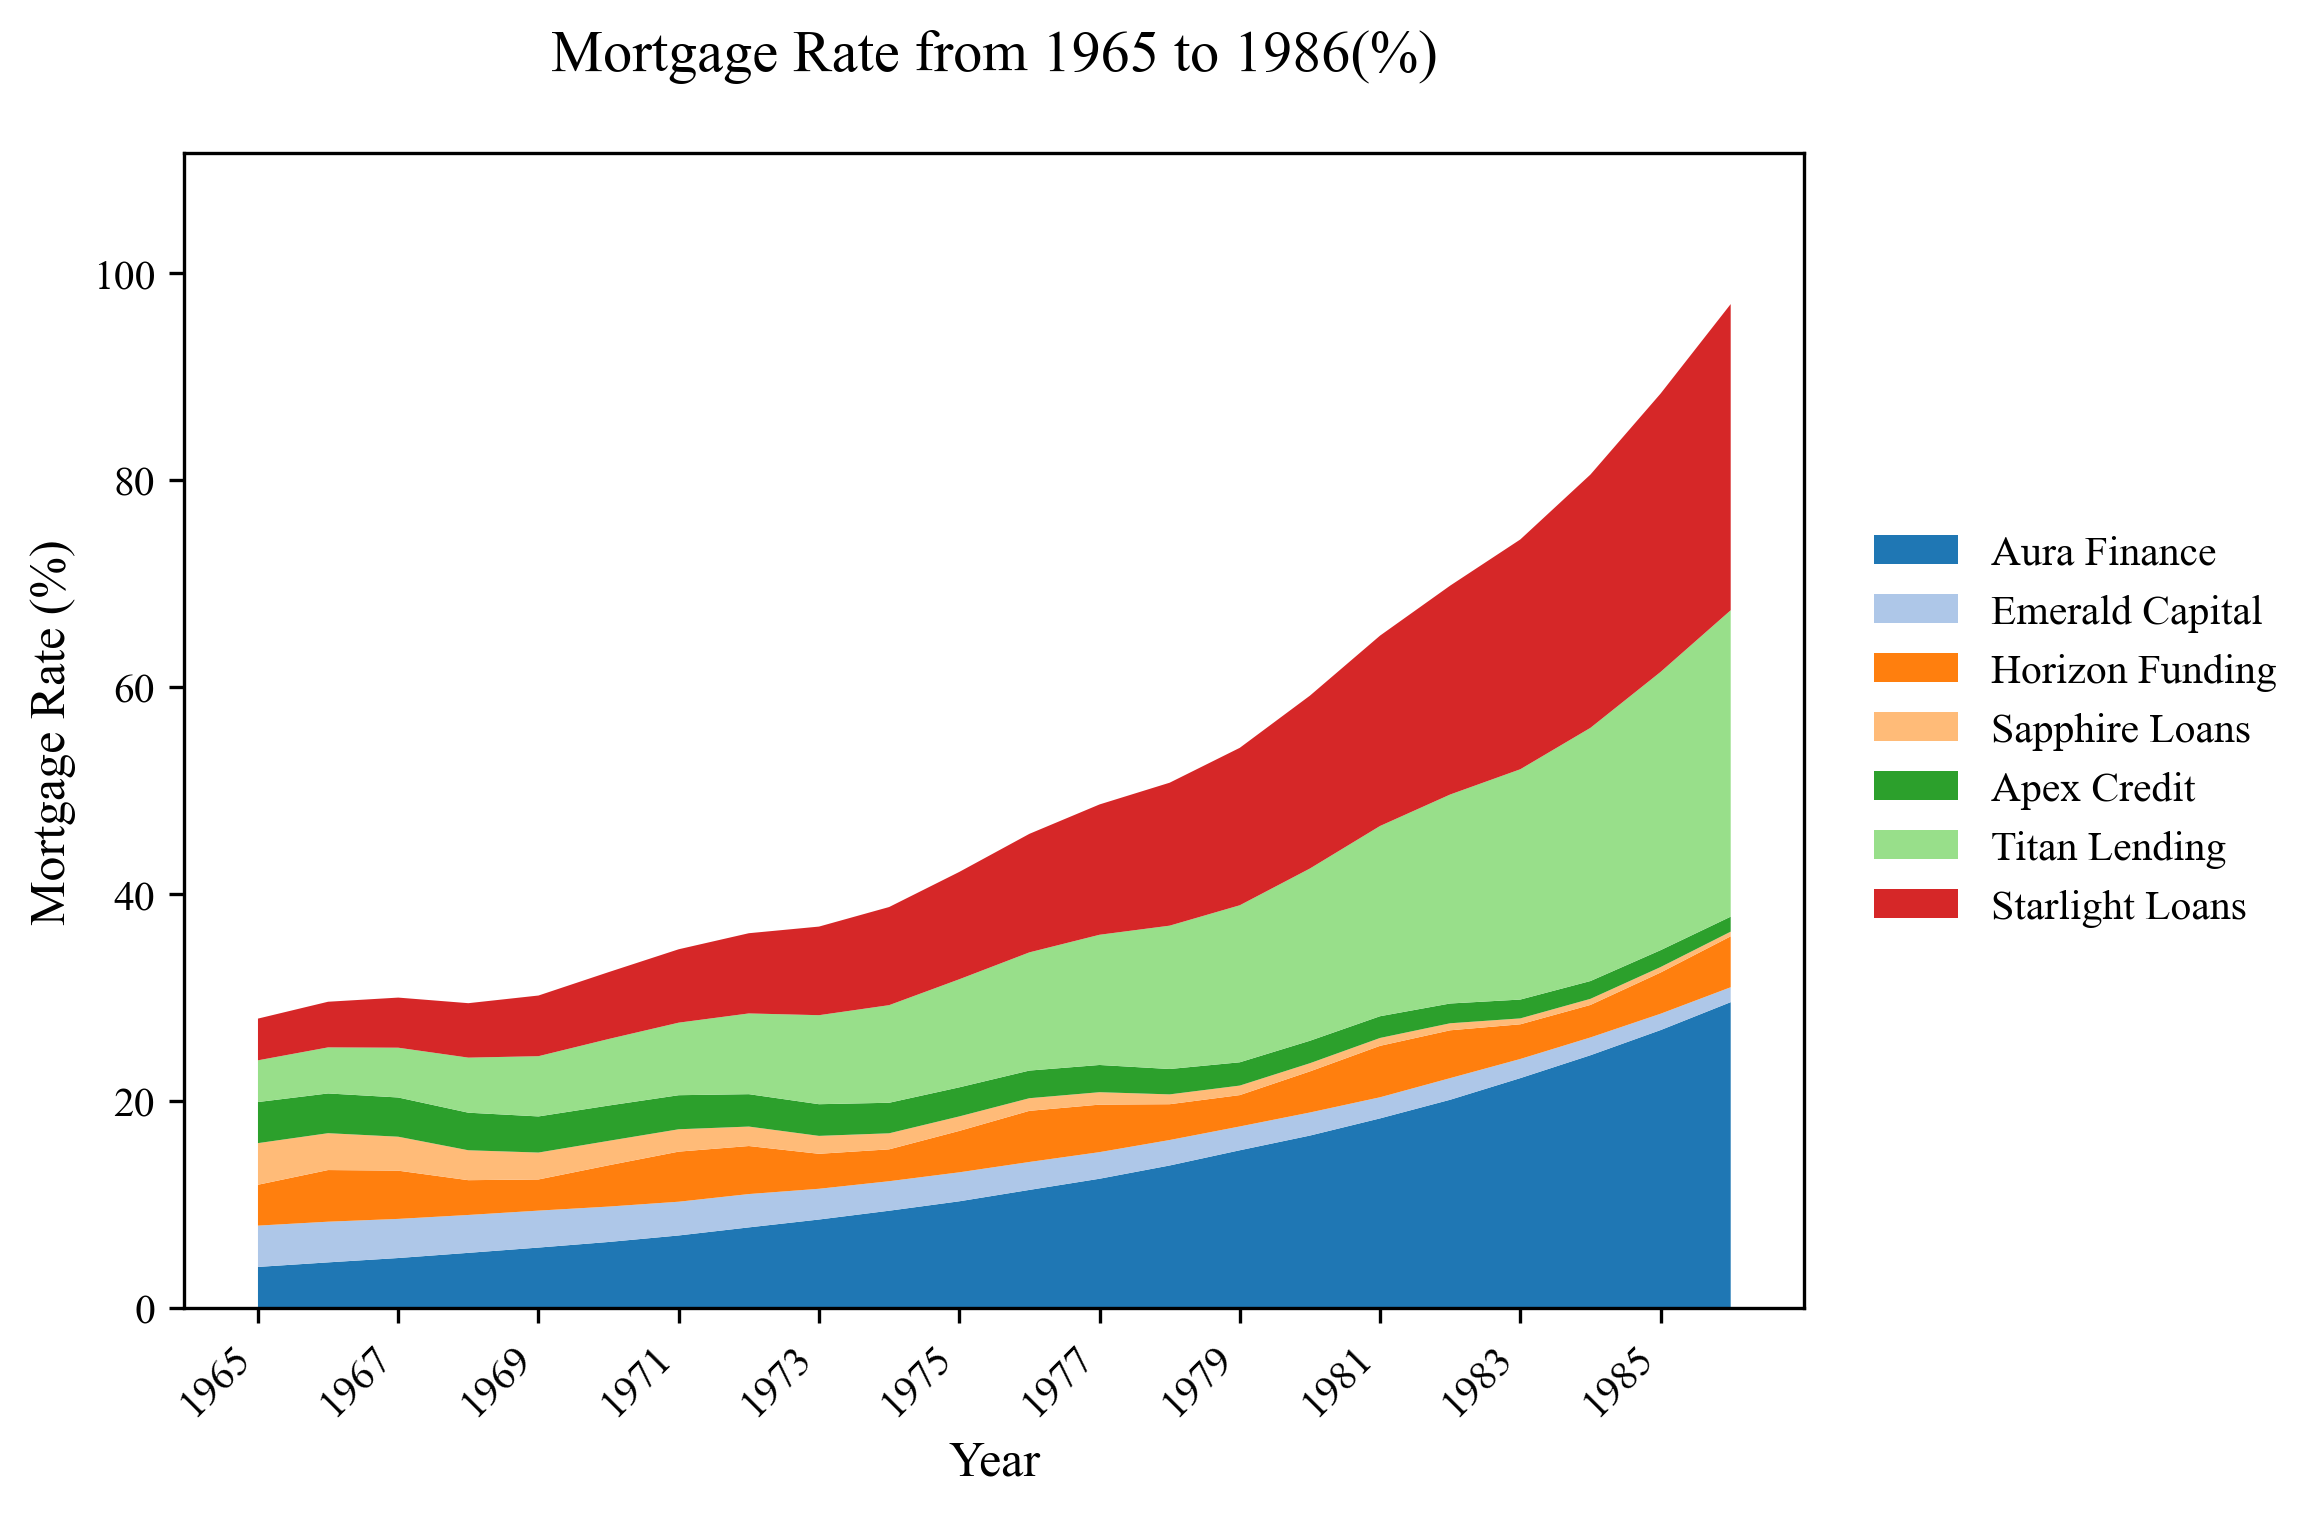 Mortgage Rate from 1965 to 1986(%)
Mortgage Rate (%)
100
80
60
40
20
0
1965
1967
1969
1971
1973
1975
1977
1979
1981
1983
1985
Year
Aura Finance
Emerald Capital
Horizon Funding
Sapphire Loans
Apex Credit
Titan Lending
Starlight Loans